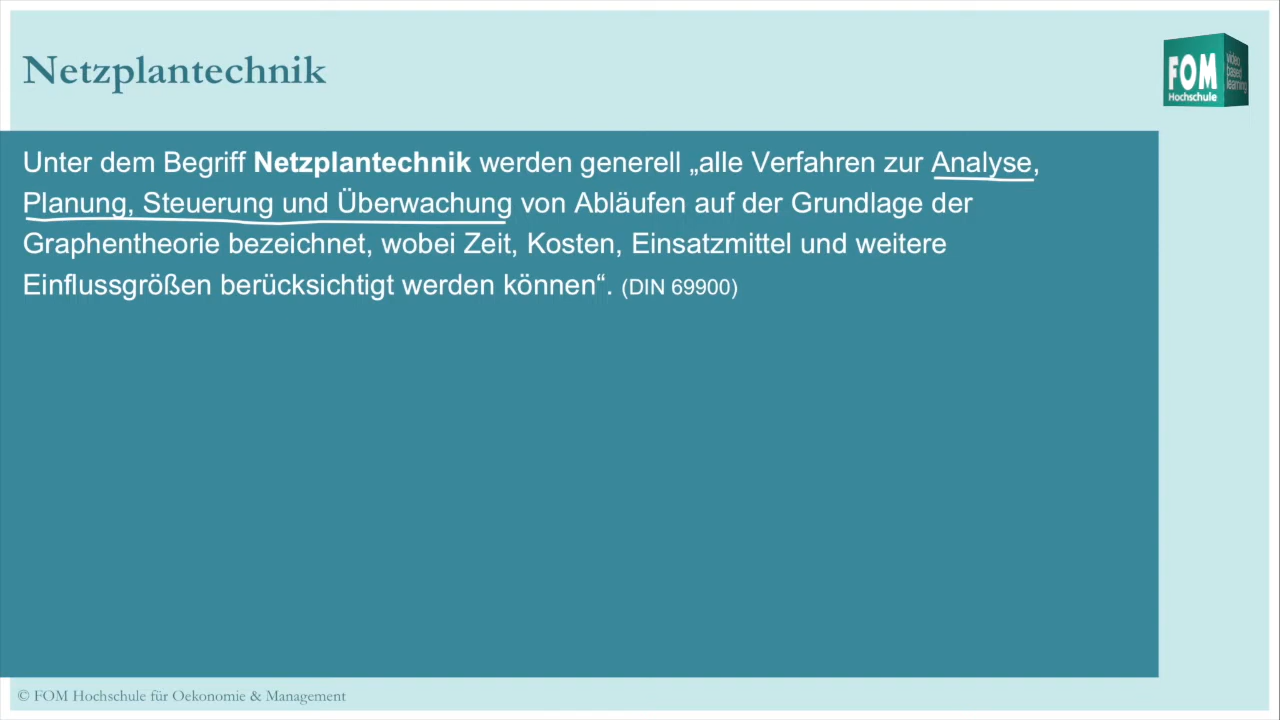 Netzplantechnik
FOM
Hochschule
video
based
learning
Unter dem Begriff Netzplantechnik werden generell „alle Verfahren zur Analyse,
Planung, Steuerung und Überwachung von Abläufen auf der Grundlage der
Graphentheorie bezeichnet, wobei Zeit, Kosten, Einsatzmittel und weitere
Einflussgrößen berücksichtigt werden können“. (DIN 69900)
© FOM Hochschule für Oekonomie & Management